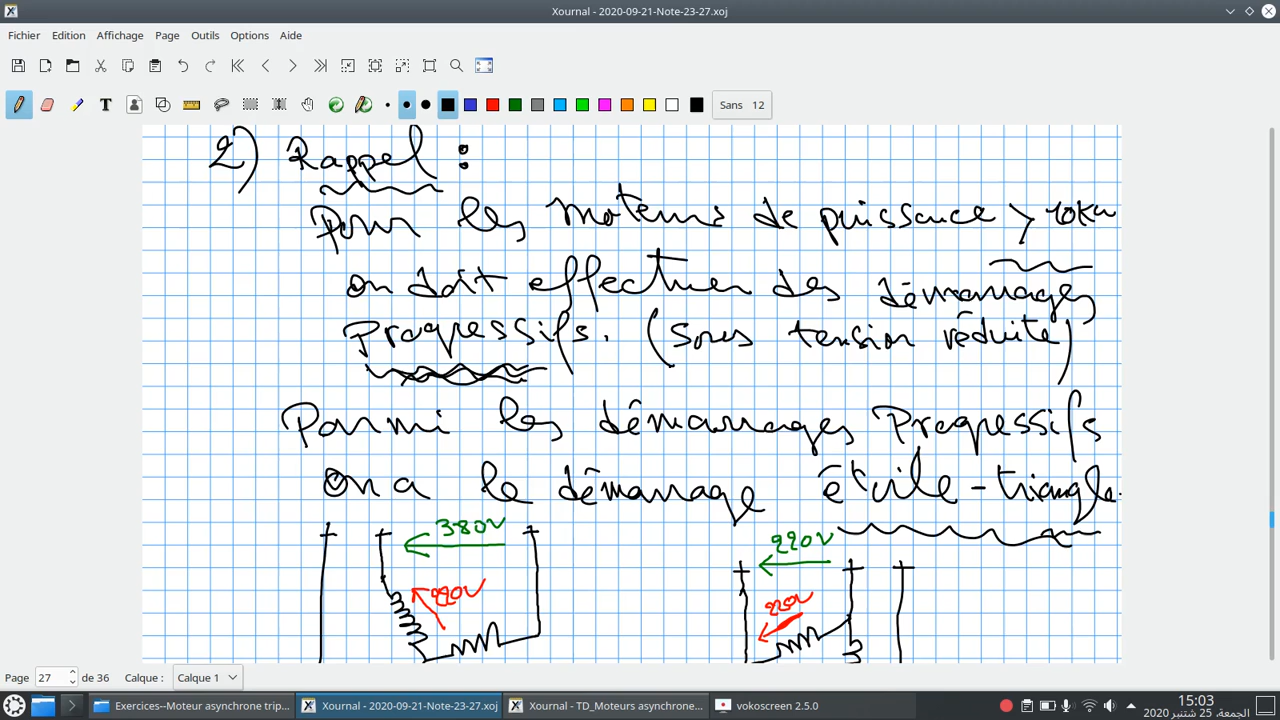 Xournal - 2020-09-21-Note-23-27.xoj
Fichier Edition Affichage Page Outils Options Aide
T Sans 12
2) Rappel :
Pour les moteurs de puissance > 10kw
on doit effectuer des démarrages
Progressifs. (sous tension réduite)
Parmi les démarrages Progressifs
On a le démarrage étoile-triangle.
380V 220V
220V 220V
Page 27 de 36 Calque : Calque 1
Exercices--Moteur asynchrone trip... Xournal - 2020-09-21-Note-23-27.xoj Xournal - TD_Moteurs asynchrone... vokoscreen 2.5.0 15:03
الجمعة، 25 شتنبر 2020